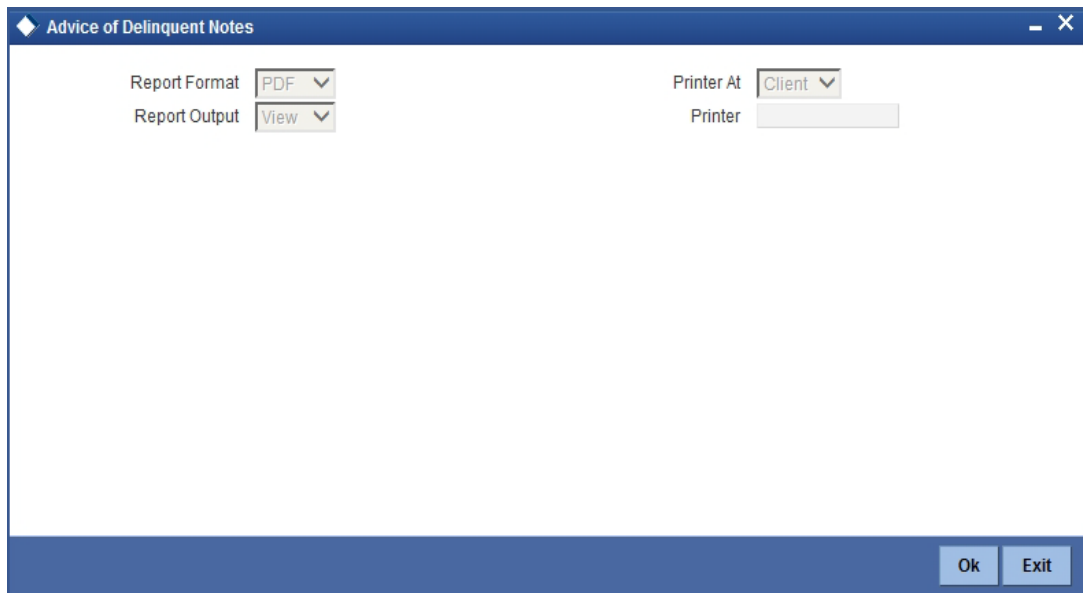 Advice of Delinquent Notes
Report Format PDF Printer At Client
Report Output View Printer
Ok Exit